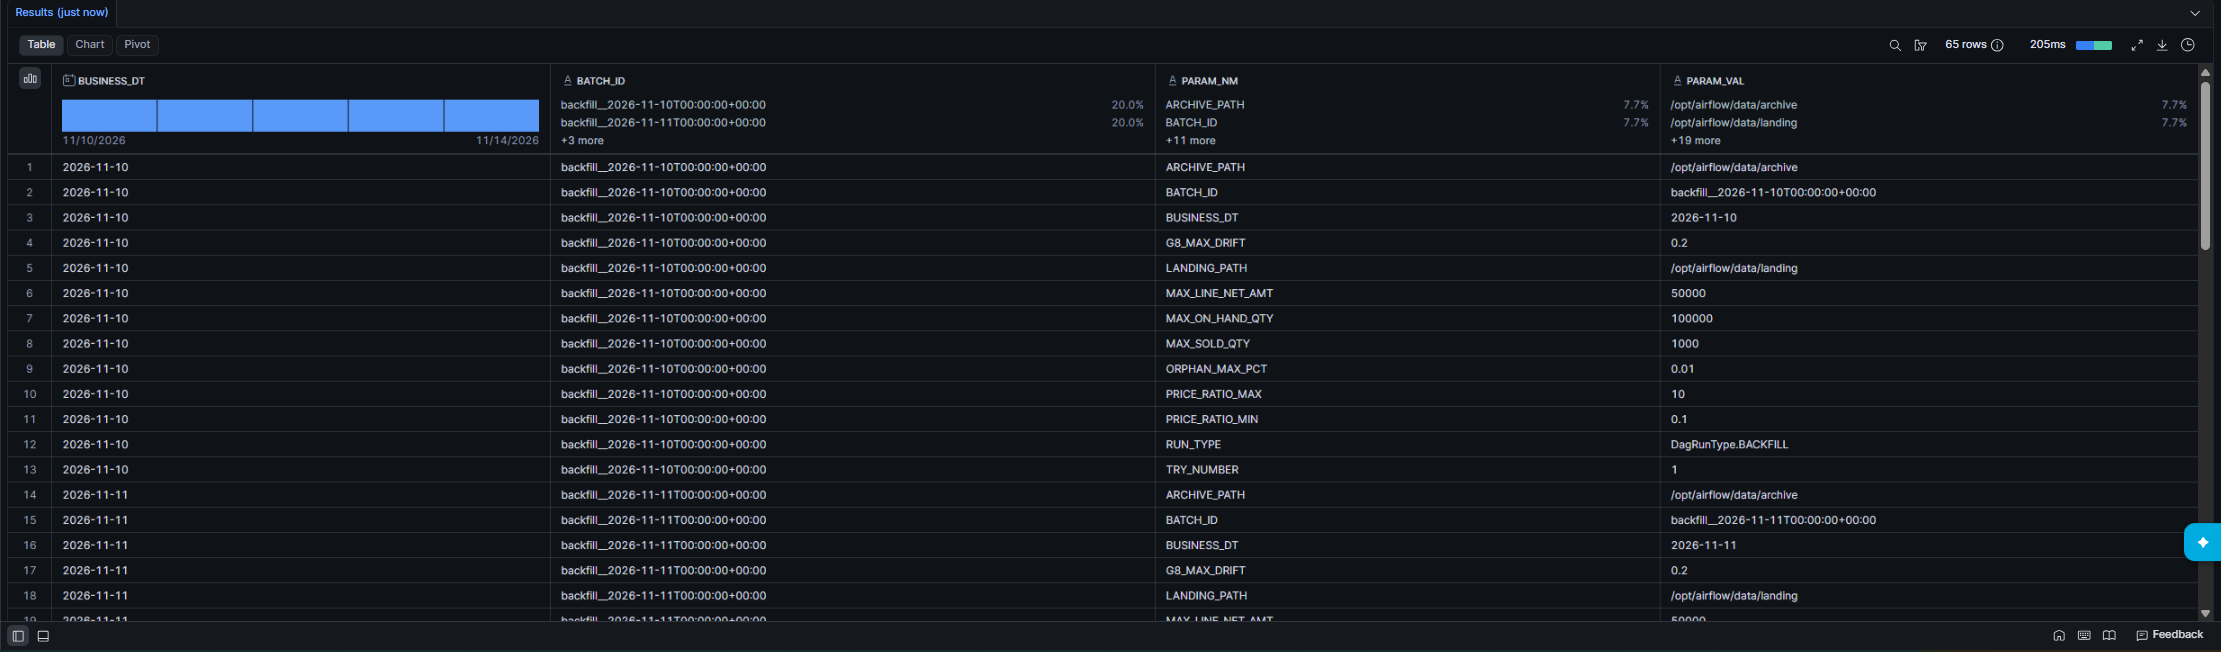 Results (just now)
Table Chart Pivot 65 rows 205ms
BUSINESS_DT BATCH_ID PARAM_NM PARAM_VAL
backfill__2026-11-10T00:00:00+00:00 20.0% ARCHIVE_PATH 7.7% /opt/airflow/data/archive 7.7%
backfill__2026-11-11T00:00:00+00:00 20.0% BATCH_ID 7.7% /opt/airflow/data/landing 7.7%
11/10/2026 11/14/2026 +3 more +11 more +19 more
1 2026-11-10 backfill__2026-11-10T00:00:00+00:00 ARCHIVE_PATH /opt/airflow/data/archive
2 2026-11-10 backfill__2026-11-10T00:00:00+00:00 BATCH_ID backfill__2026-11-10T00:00:00+00:00
3 2026-11-10 backfill__2026-11-10T00:00:00+00:00 BUSINESS_DT 2026-11-10
4 2026-11-10 backfill__2026-11-10T00:00:00+00:00 G8_MAX_DRIFT 0.2
5 2026-11-10 backfill__2026-11-10T00:00:00+00:00 LANDING_PATH /opt/airflow/data/landing
6 2026-11-10 backfill__2026-11-10T00:00:00+00:00 MAX_LINE_NET_AMT 50000
7 2026-11-10 backfill__2026-11-10T00:00:00+00:00 MAX_ON_HAND_QTY 100000
8 2026-11-10 backfill__2026-11-10T00:00:00+00:00 MAX_SOLD_QTY 1000
9 2026-11-10 backfill__2026-11-10T00:00:00+00:00 ORPHAN_MAX_PCT 0.01
10 2026-11-10 backfill__2026-11-10T00:00:00+00:00 PRICE_RATIO_MAX 10
11 2026-11-10 backfill__2026-11-10T00:00:00+00:00 PRICE_RATIO_MIN 0.1
12 2026-11-10 backfill__2026-11-10T00:00:00+00:00 RUN_TYPE DagRunType.BACKFILL
13 2026-11-10 backfill__2026-11-10T00:00:00+00:00 TRY_NUMBER 1
14 2026-11-11 backfill__2026-11-11T00:00:00+00:00 ARCHIVE_PATH /opt/airflow/data/archive
15 2026-11-11 backfill__2026-11-11T00:00:00+00:00 BATCH_ID backfill__2026-11-11T00:00:00+00:00
16 2026-11-11 backfill__2026-11-11T00:00:00+00:00 BUSINESS_DT 2026-11-11
17 2026-11-11 backfill__2026-11-11T00:00:00+00:00 G8_MAX_DRIFT 0.2
18 2026-11-11 backfill__2026-11-11T00:00:00+00:00 LANDING_PATH /opt/airflow/data/landing
19 2026-11-11 backfill__2026-11-11T00:00:00+00:00 MAX_LINE_NET_AMT 50000
Feedback